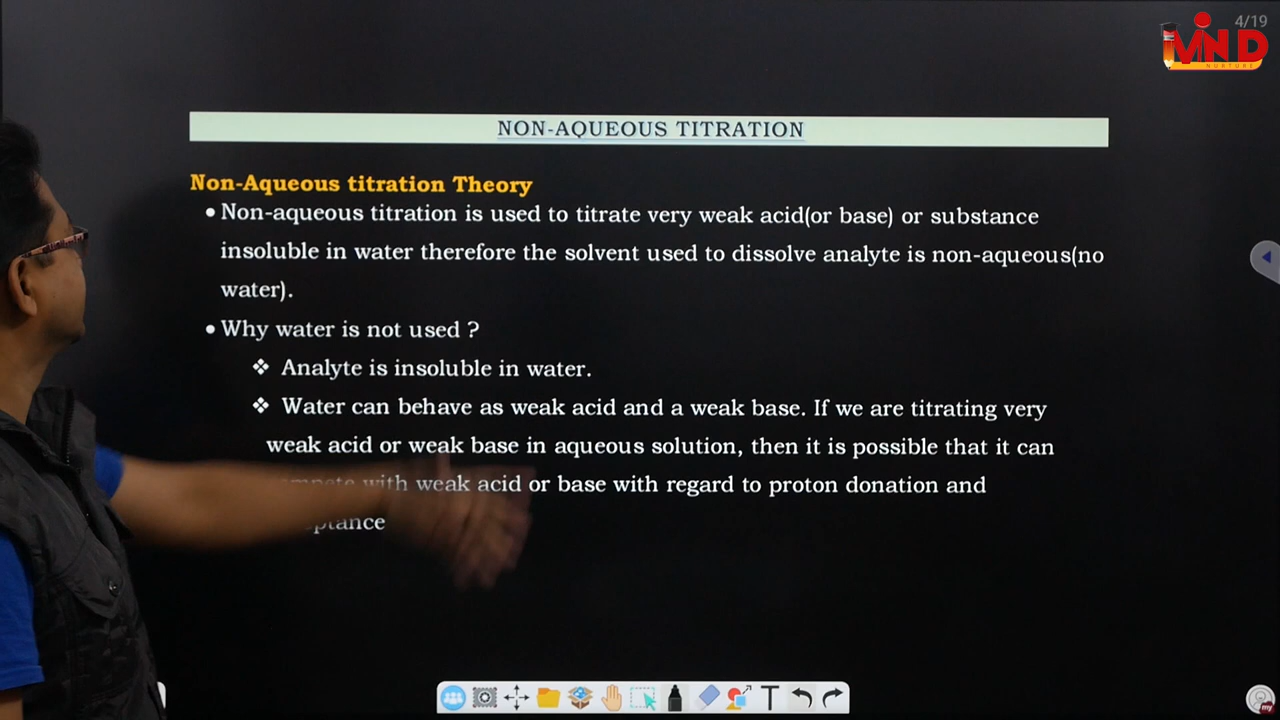 4/19
MIND
NURTURE
NON-AQUEOUS TITRATION
Non-Aqueous titration Theory
• Non-aqueous titration is used to titrate very weak acid(or base) or substance
insoluble in water therefore the solvent used to dissolve analyte is non-aqueous(no
water).
• Why water is not used ?
❖ Analyte is insoluble in water.
❖ Water can behave as weak acid and a weak base. If we are titrating very
weak acid or weak base in aqueous solution, then it is possible that it can
with weak acid or base with regard to proton donation and
T
my